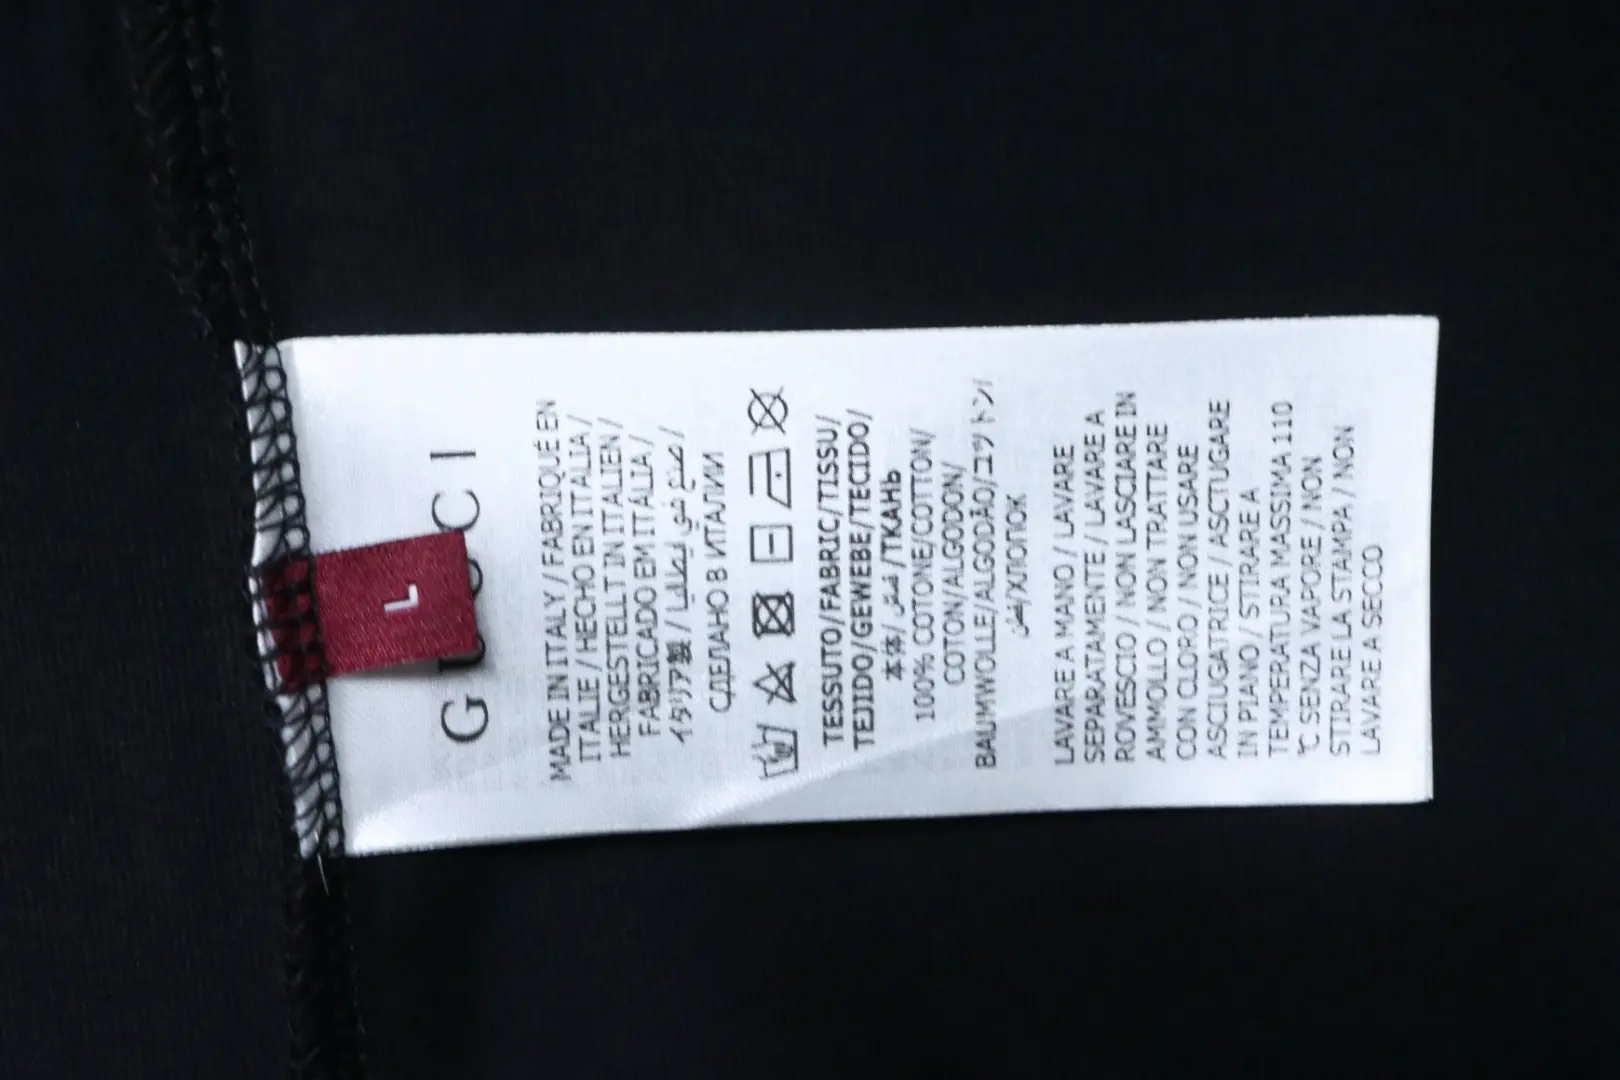 L
G U C C I
MADE IN ITALY / FABRIQUÉ EN
ITALIE / HECHO EN ITALIA /
HERGESTELLT IN ITALIEN /
FABRICADO EM ITÁLIA /
イタリア製 / صنع في إيطاليا /
СДЕЛАНО В ИТАЛИИ
TESSUTO/FABRIC/TISSU/
TEJIDO/GEWEBE/TECIDO/
本体/ قماش /ТКАНЬ
100% COTONE/COTTON/
COTON/ALGODON/
BAUMWOLLE/ALGODÃO/コットン/
قطن/ХЛОПОК
LAVARE A MANO / LAVARE
SEPARATAMENTE / LAVARE A
ROVESCIO / NON LASCIARE IN
AMMOLLO / NON TRATTARE
CON CLORO / NON USARE
ASCIUGATRICE / ASCTUGARE
IN PIANO / STIRARE A
TEMPERATURA MASSIMA 110
°C SENZA VAPORE / NON
STIRARE LA STAMPA / NON
LAVARE A SECCO